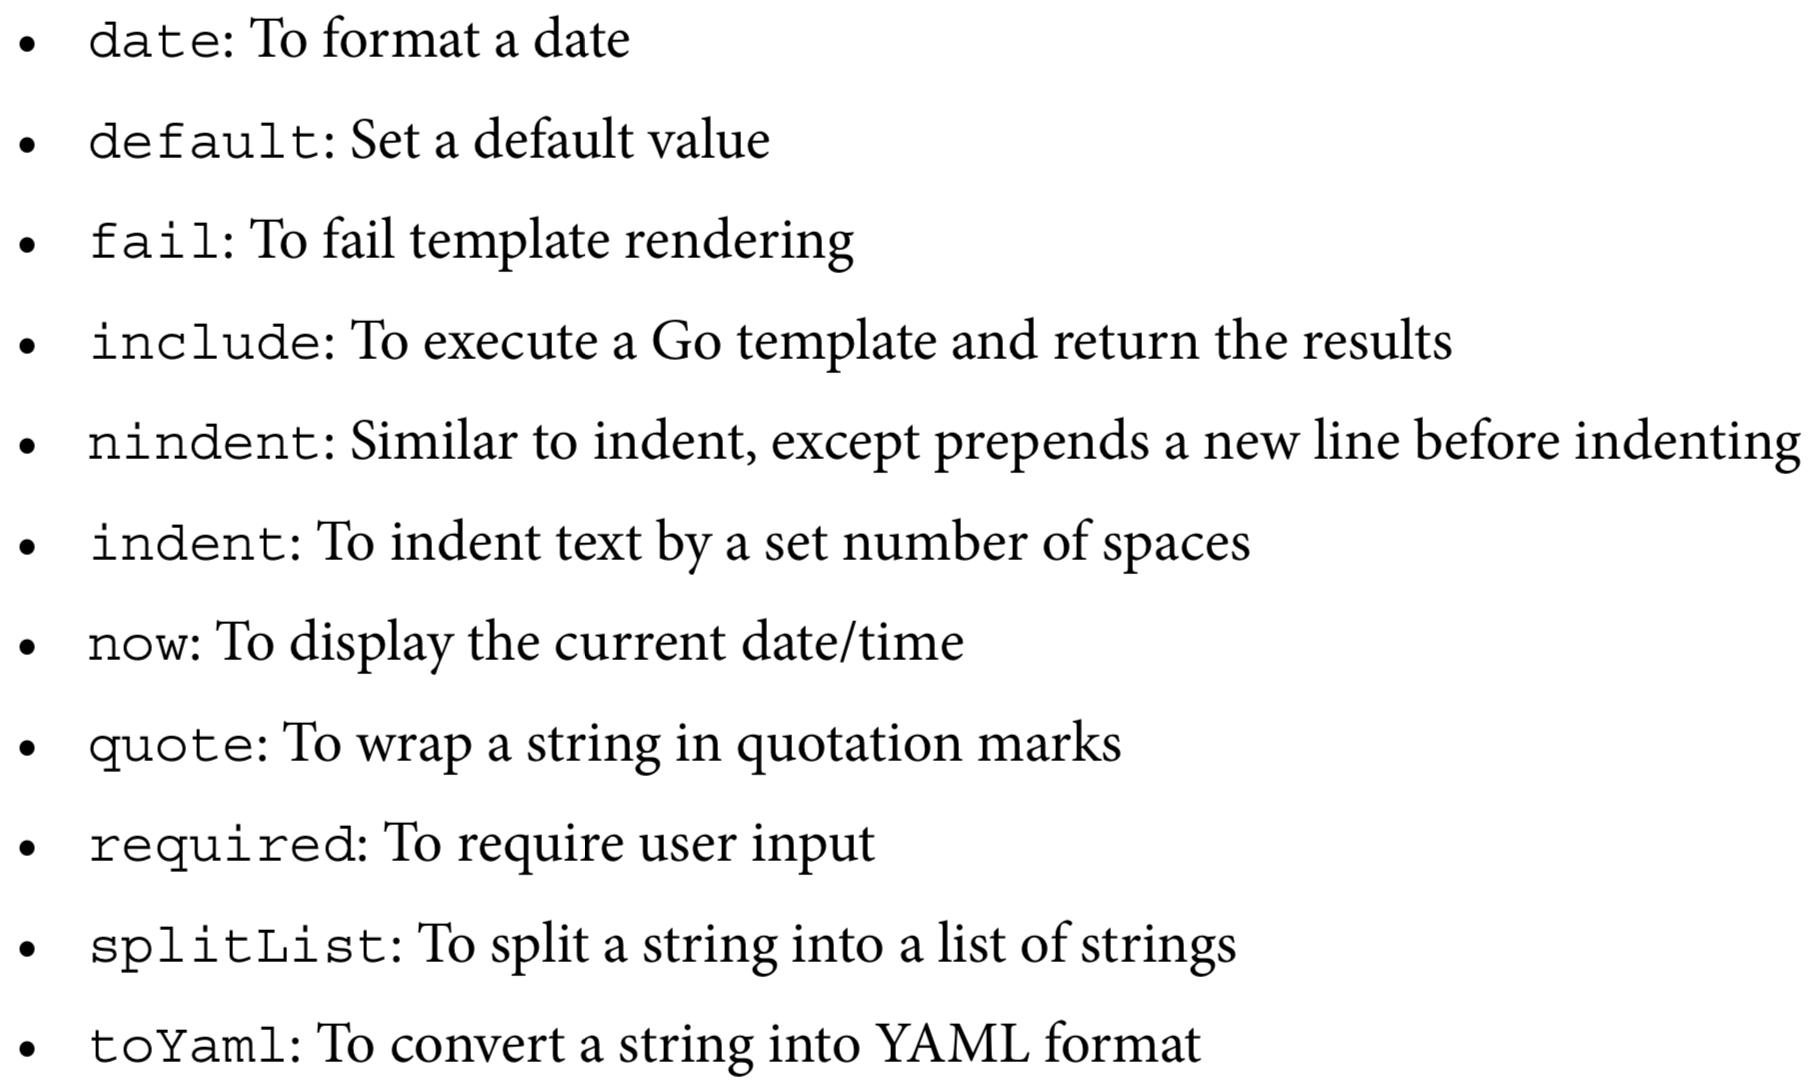 • date: To format a date
• default: Set a default value
• fail: To fail template rendering
• include: To execute a Go template and return the results
• nindent: Similar to indent, except prepends a new line before indenting
• indent: To indent text by a set number of spaces
• now: To display the current date/time
• quote: To wrap a string in quotation marks
• required: To require user input
• splitList: To split a string into a list of strings
• toYaml: To convert a string into YAML format